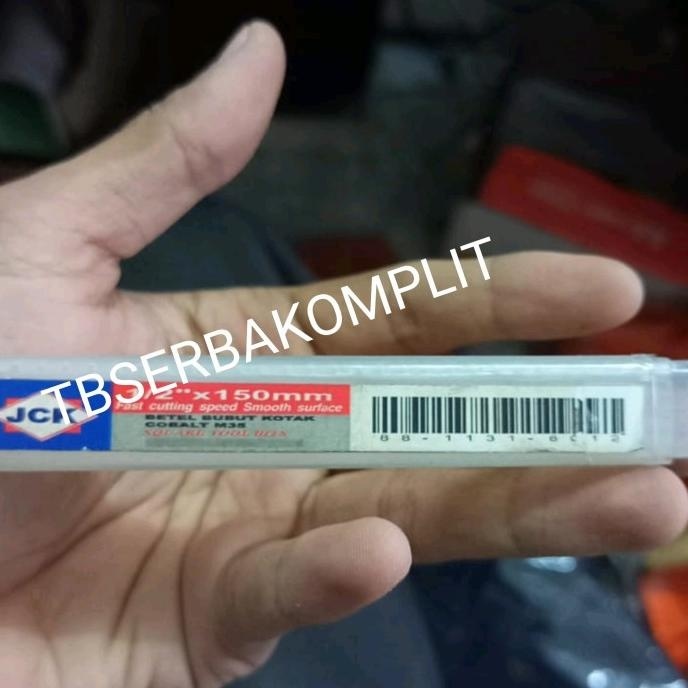 TBSERBAKOMPLIT
JCK
1/2"x150mm
Fast cutting speed Smooth surface
BETEL BUBUT KOTAK
COBALT M35
SQUARE TOOL BITS
88-1131-6012